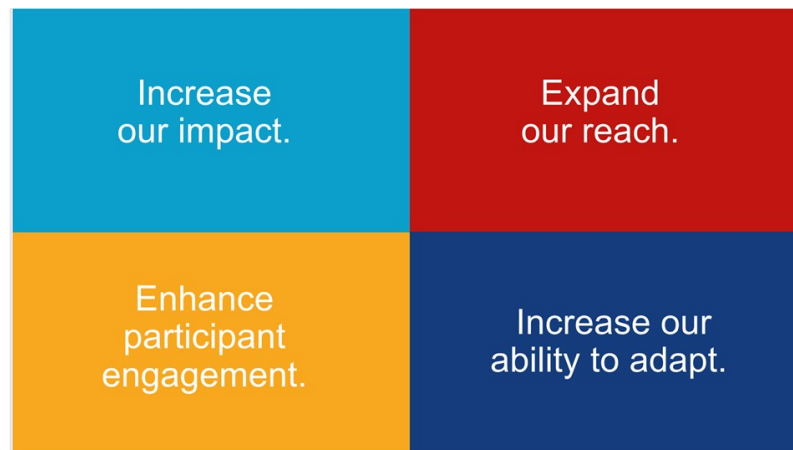 Increase
our impact.
Expand
our reach.
Enhance
participant
engagement.
Increase our
ability to adapt.